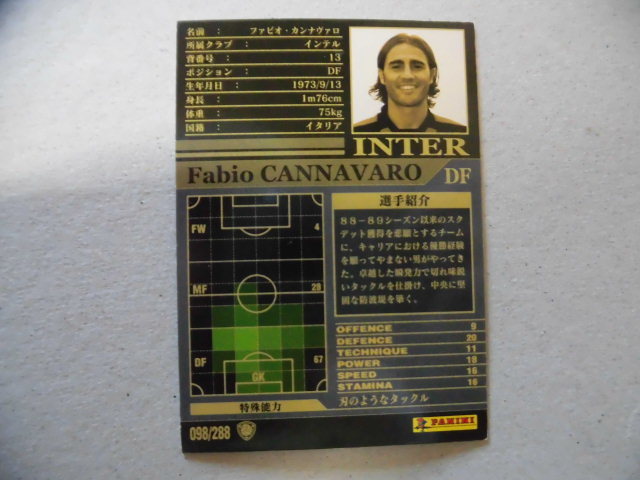 名前 : ファビオ・カンナヴァロ
所属クラブ : インテル
背番号 : 13
ポジション : DF
生年月日 : 1973/9/13
身長 : 1m76cm
体重 : 75kg
国籍 : イタリア
INTER
Fabio CANNAVARO DF
FW 4
MF 28
DF 67
GK
選手紹介
88-89シーズン以来のスク
デット獲得を悲願とするチーム
に、キャリアにおける優勝経験
を願ってやまない男がやってき
た。卓越した瞬発力で切れ味鋭
いタックルを仕掛け、中央に堅
固な防波堤を築く。
OFFENCE 9
DEFENCE 20
TECHNIQUE 11
POWER 18
SPEED 16
STAMINA 16
特殊能力 刃のようなタックル
098/288
PANINI